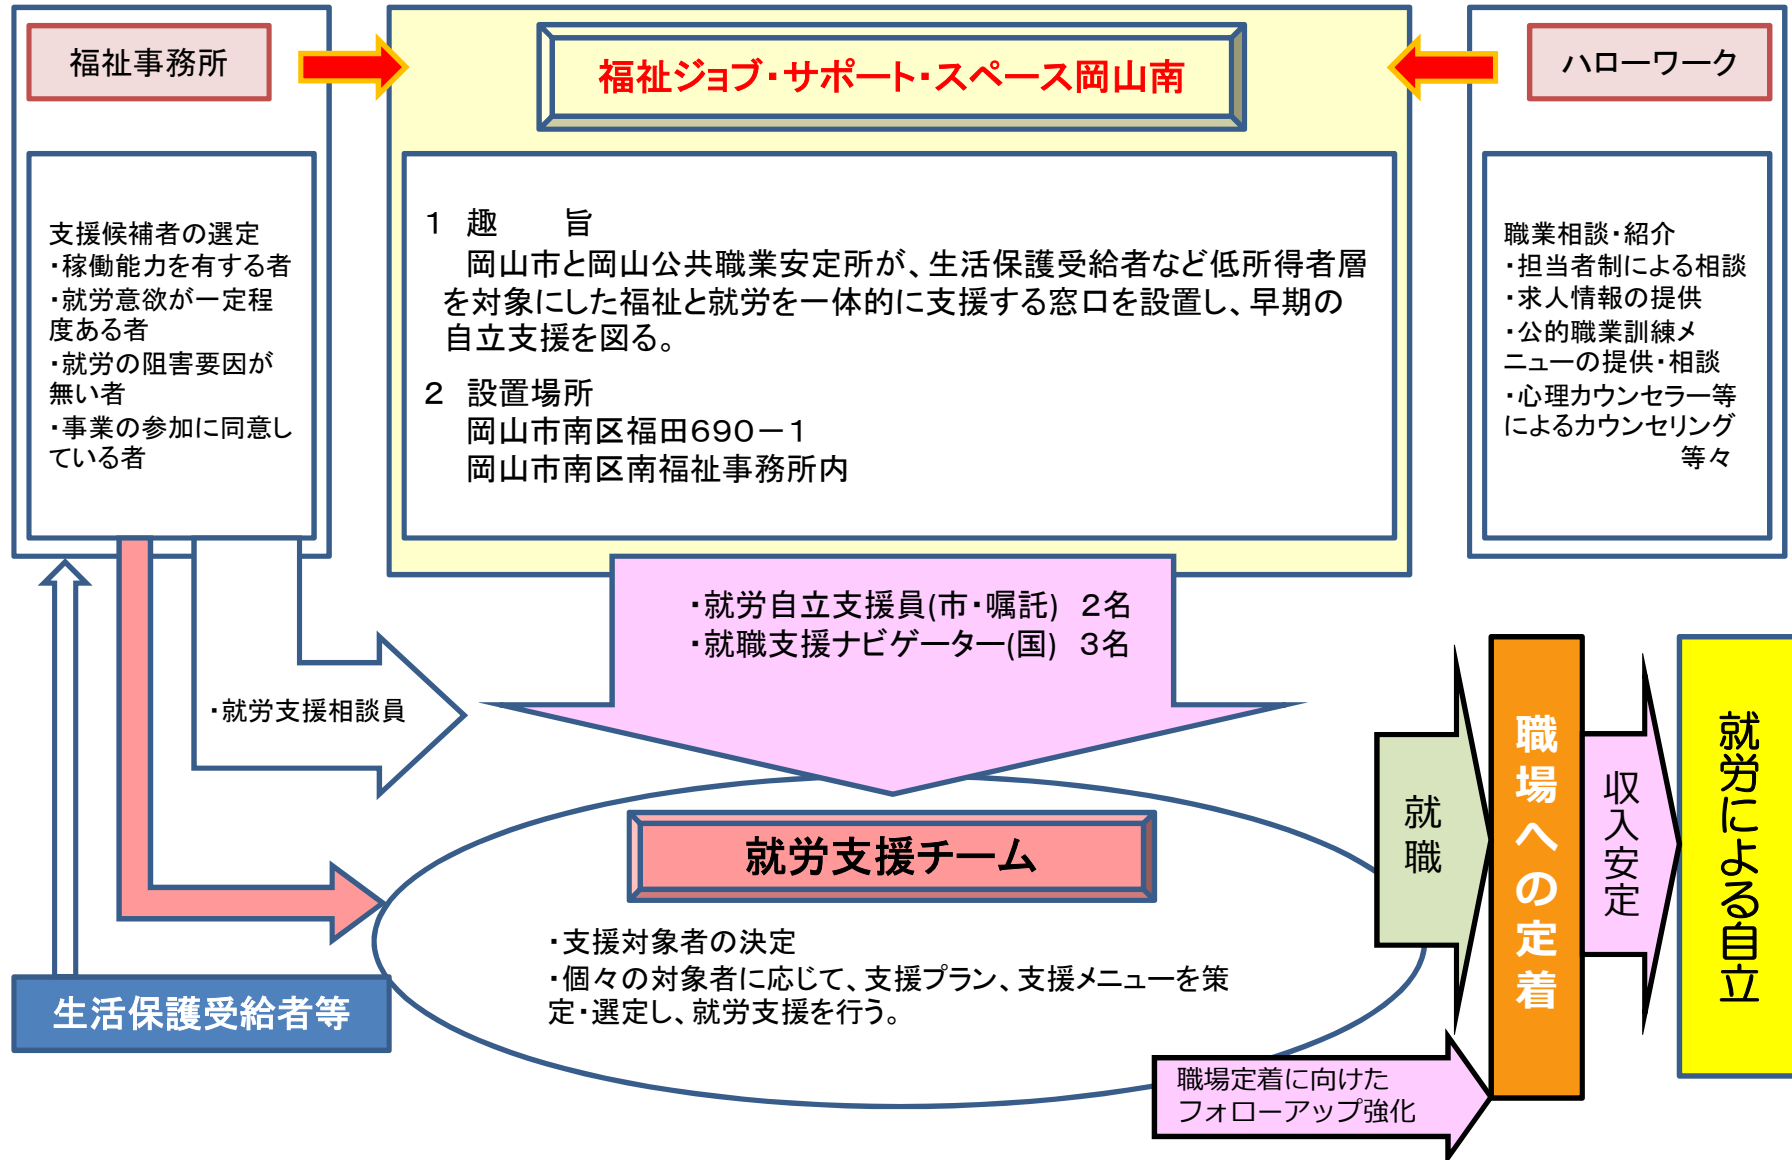 福祉事務所
支援候補者の選定
・稼働能力を有する者
・就労意欲が一定程
度ある者
・就労の阻害要因が
無い者
・事業の参加に同意し
ている者
福祉ジョブ・サポート・スペース岡山南
１　趣　　旨
岡山市と岡山公共職業安定所が、生活保護受給者など低所得者層
を対象にした福祉と就労を一体的に支援する窓口を設置し、早期の
自立支援を図る。
２　設置場所
岡山市南区福田６９０－１
岡山市南区南福祉事務所内
ハローワーク
職業相談・紹介
・担当者制による相談
・求人情報の提供
・公的職業訓練メ
ニューの提供・相談
・心理カウンセラー等
によるカウンセリング
等々
・就労自立支援員(市・嘱託)　２名
・就職支援ナビゲーター(国)　３名
・就労支援相談員
就労支援チーム
・支援対象者の決定
・個々の対象者に応じて、支援プラン、支援メニューを策
定・選定し、就労支援を行う。
生活保護受給者等
就職
職場への定着
収入安定
就労による自立
職場定着に向けた
フォローアップ強化